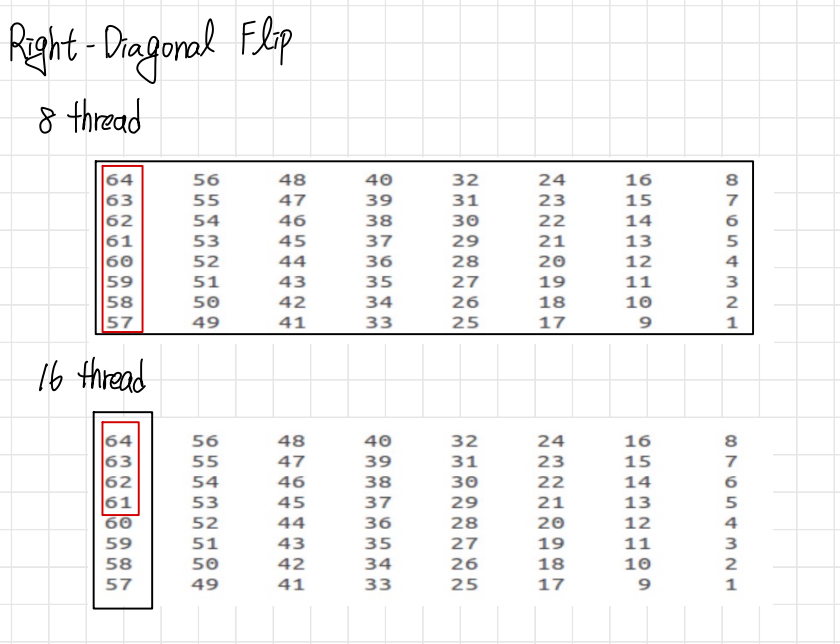 Right-Diagonal Flip
8 thread
64 56 48 40 32 24 16 8
63 55 47 39 31 23 15 7
62 54 46 38 30 22 14 6
61 53 45 37 29 21 13 5
60 52 44 36 28 20 12 4
59 51 43 35 27 19 11 3
58 50 42 34 26 18 10 2
57 49 41 33 25 17 9 1
16 thread
64 56 48 40 32 24 16 8
63 55 47 39 31 23 15 7
62 54 46 38 30 22 14 6
61 53 45 37 29 21 13 5
60 52 44 36 28 20 12 4
59 51 43 35 27 19 11 3
58 50 42 34 26 18 10 2
57 49 41 33 25 17 9 1